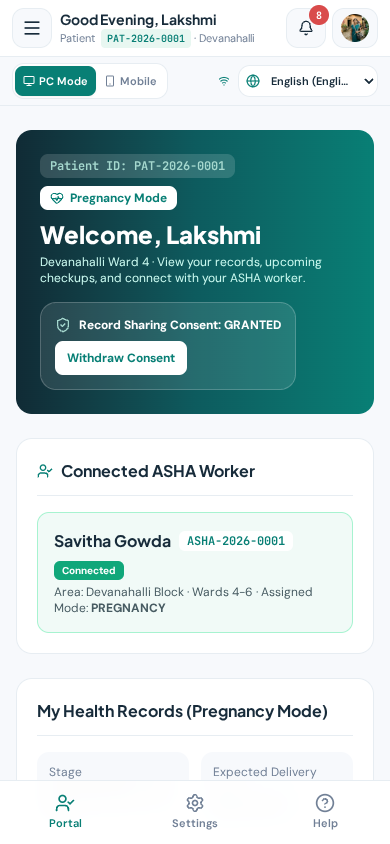 Good Evening, Lakshmi
Patient PAT-2026-0001 · Devanahalli
8
PC Mode
Mobile
English (Engli...
Patient ID: PAT-2026-0001
Pregnancy Mode
Welcome, Lakshmi
Devanahalli Ward 4 · View your records, upcoming
checkups, and connect with your ASHA worker.
Record Sharing Consent: GRANTED
Withdraw Consent
Connected ASHA Worker
Savitha Gowda ASHA-2026-0001
Connected
Area: Devanahalli Block · Wards 4-6 · Assigned
Mode: PREGNANCY
My Health Records (Pregnancy Mode)
Stage
Expected Delivery
Portal
Settings
Help